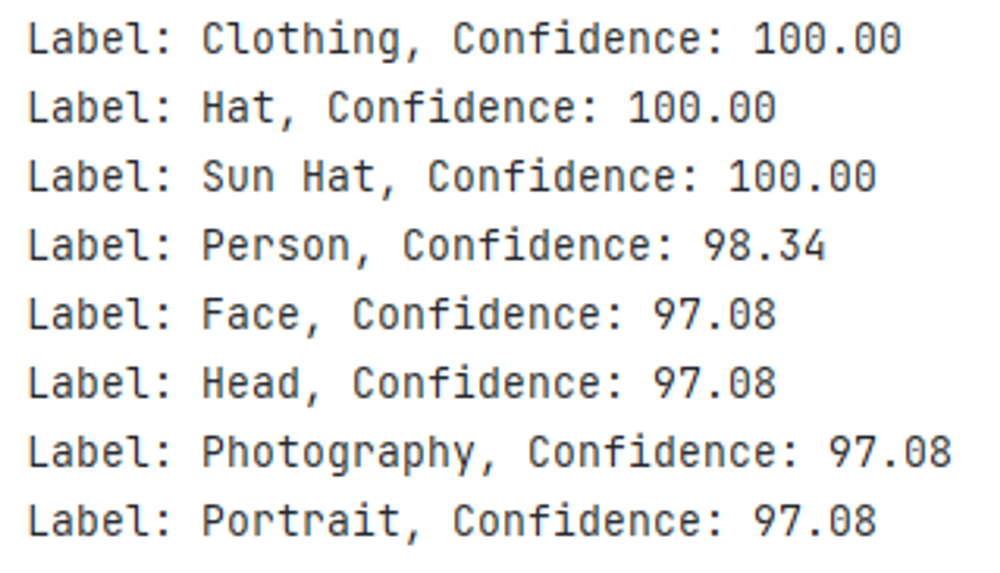 Label: Clothing, Confidence: 100.00
Label: Hat, Confidence: 100.00
Label: Sun Hat, Confidence: 100.00
Label: Person, Confidence: 98.34
Label: Face, Confidence: 97.08
Label: Head, Confidence: 97.08
Label: Photography, Confidence: 97.08
Label: Portrait, Confidence: 97.08